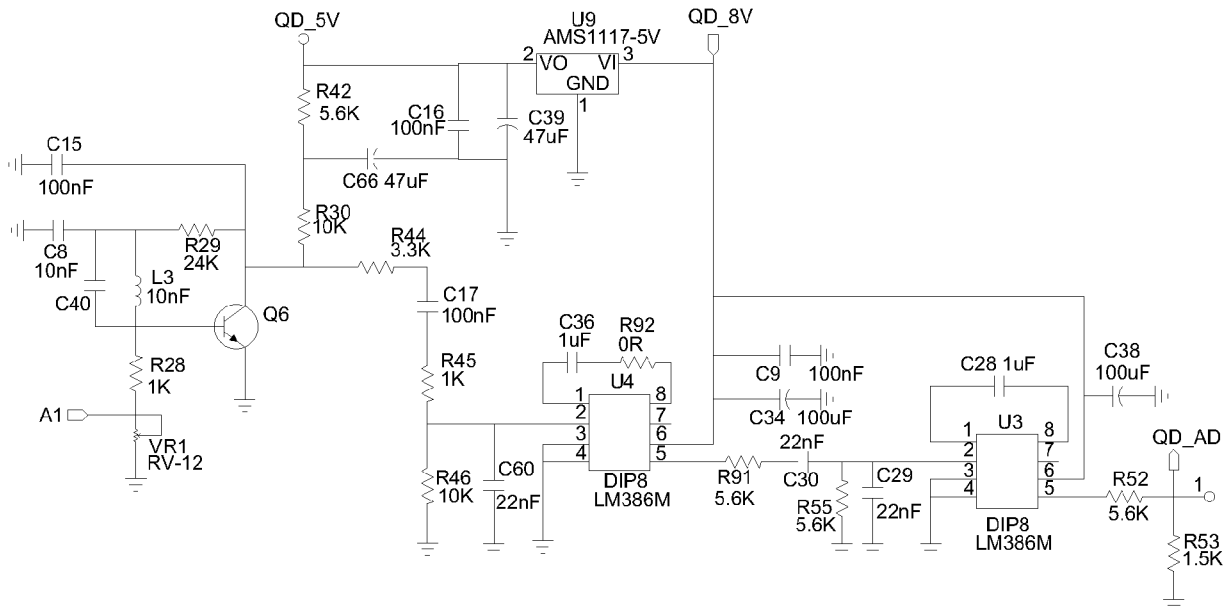 QD_5V
U9
AMS1117-5V
QD_8V
2
VO
VI
3
GND
1
R42
5.6K
C16
100nF
C39
47uF
C15
100nF
C66 47uF
R30
10K
C8
10nF
R29
24K
R44
3.3K
L3
10nF
C40
Q6
C17
100nF
R28
1K
A1
VR1
RV-12
R45
1K
C36
1uF
R92
0R
U4
1
2
3
4
8
7
6
5
DIP8
LM386M
R46
10K
C60
22nF
C9
100nF
C34
100uF
C28 1uF
C38
100uF
U3
1
2
3
4
8
7
6
5
DIP8
LM386M
22nF
C30
R91
5.6K
R55
5.6K
C29
22nF
QD_AD
R52
5.6K
1
R53
1.5K